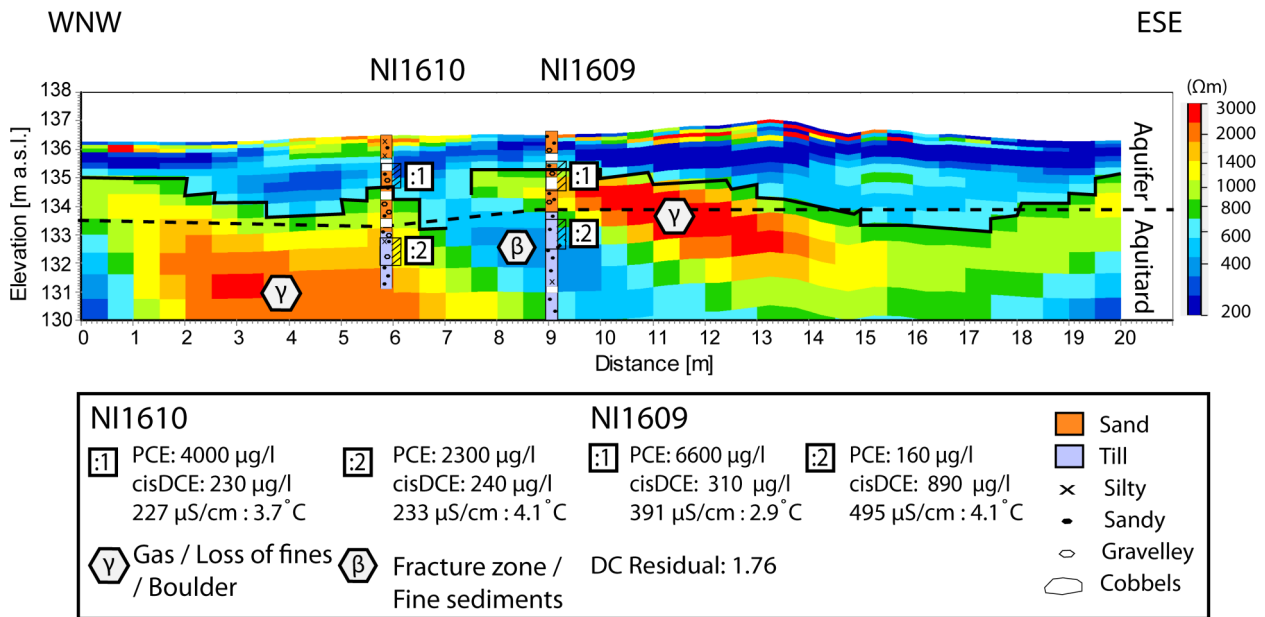 WNW
ESE
NI1610
NI1609
(Ωm)
138
137
136
135
134
133
132
131
130
Elevation [m a.s.l.]
:1
:2
:1
:2
γ
β
γ
Aquifer
Aquitard
3000
2000
1400
1000
800
600
400
200
0 1 2 3 4 5 6 7 8 9 10 11 12 13 14 15 16 17 18 19 20
Distance [m]
NI1610
:1
PCE: 4000 µg/l
cisDCE: 230 µg/l
227 µS/cm : 3.7°C
:2
PCE: 2300 µg/l
cisDCE: 240 µg/l
233 µS/cm : 4.1°C
NI1609
:1
PCE: 6600 µg/l
cisDCE: 310 µg/l
391 µS/cm : 2.9°C
:2
PCE: 160 µg/l
cisDCE: 890 µg/l
495 µS/cm : 4.1°C
γ
Gas / Loss of fines
/ Boulder
β
Fracture zone /
Fine sediments
DC Residual: 1.76
Sand
Till
Silty
Sandy
Gravelley
Cobbels